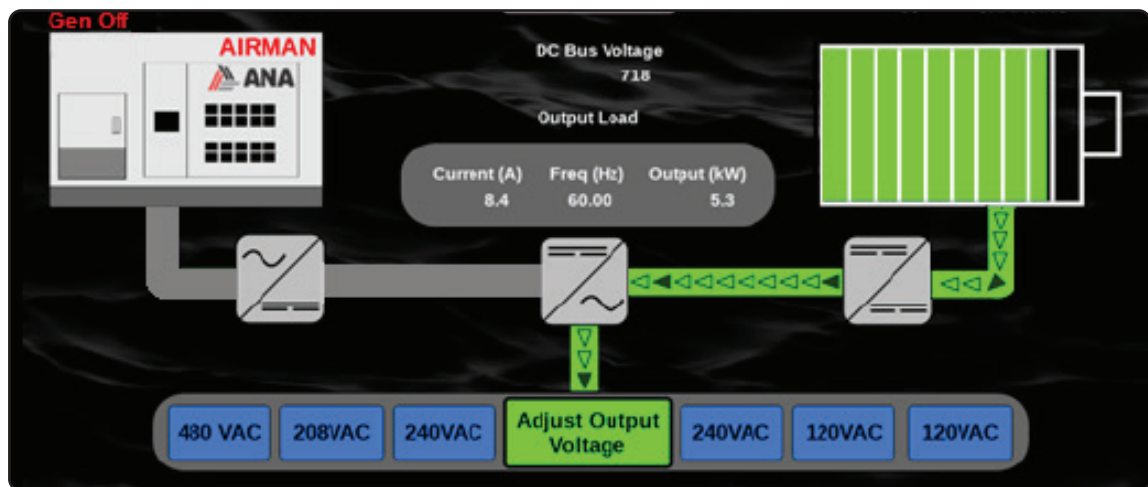 Gen Off
AIRMAN
ANA
DC Bus Voltage
718
Output Load
Current (A) Freq (Hz) Output (kW)
8.4 60.00 5.3
480 VAC 208VAC 240VAC Adjust Output Voltage 240VAC 120VAC 120VAC